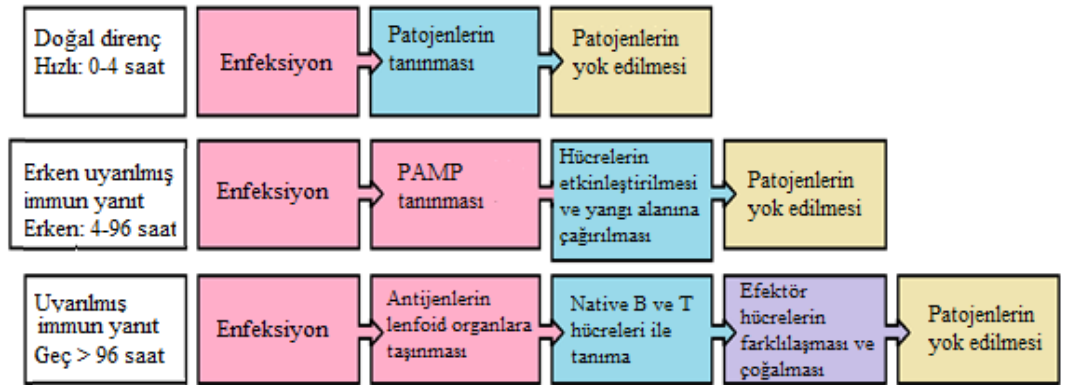 Doğal direnç
Hızlı: 0-4 saat
Enfeksiyon
Patojenlerin
tanınması
Patojenlerin
yok edilmesi
Erken uyarılmış
immun yanıt
Erken: 4-96 saat
Enfeksiyon
PAMP
tanınması
Hücrelerin
etkinleştirilmesi
ve yangı alanına
çağırılması
Patojenlerin
yok edilmesi
Uyarılmış
immun yanıt
Geç > 96 saat
Enfeksiyon
Antijenlerin
lenfoid organlara
taşınması
Native B ve T
hücreleri ile
tanıma
Efektör
hücrelerin
farklılaşması ve
çoğalması
Patojenlerin
yok edilmesi